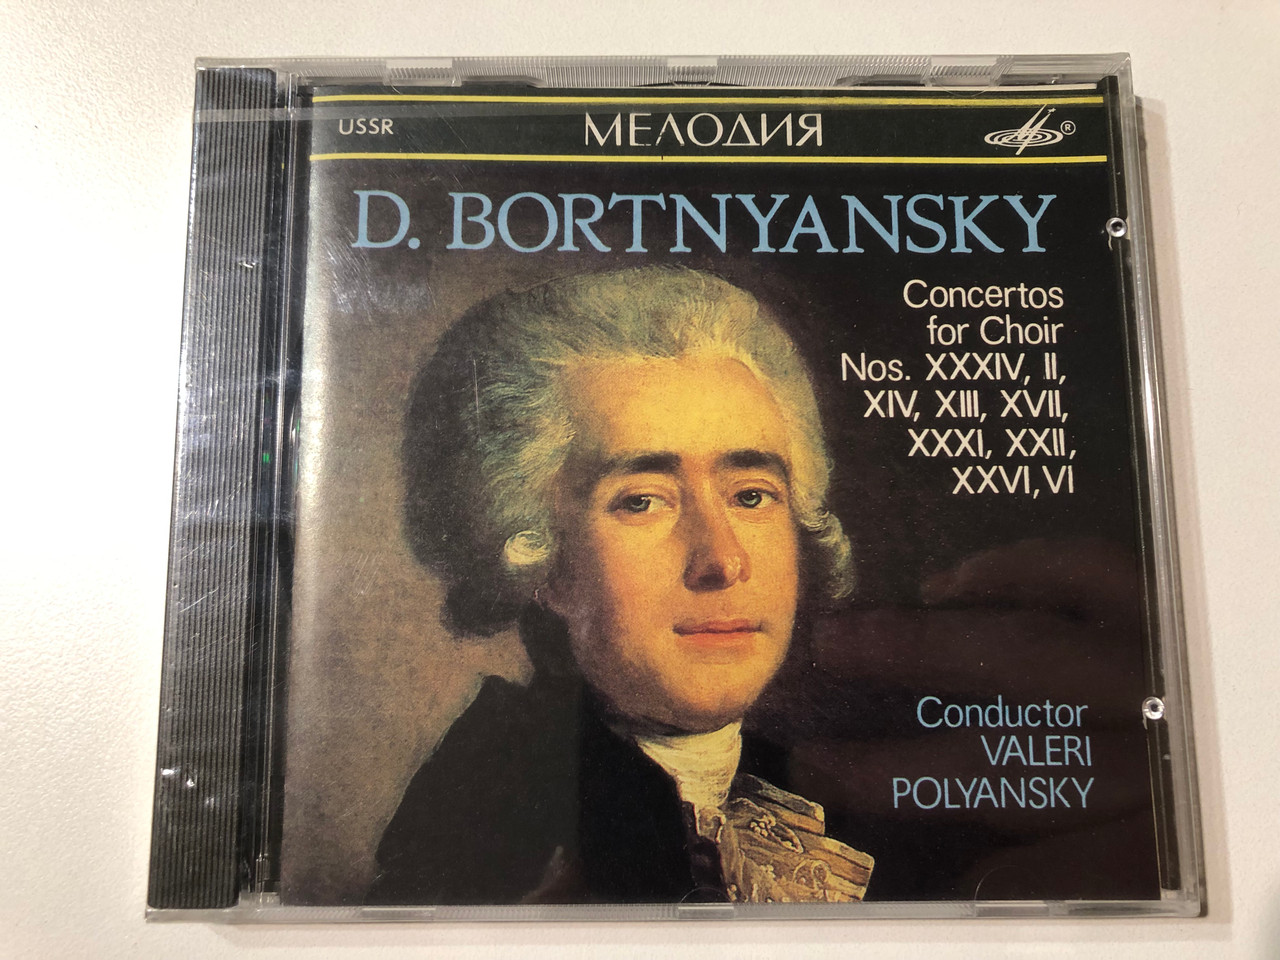 USSR
МЕЛОДИЯ
®
D. BORTNYANSKY
Concertos
for Choir
Nos. XXXIV, II,
XIV, XIII, XVII,
XXXI, XXII,
XXVI, VI
Conductor
VALERI
POLYANSKY